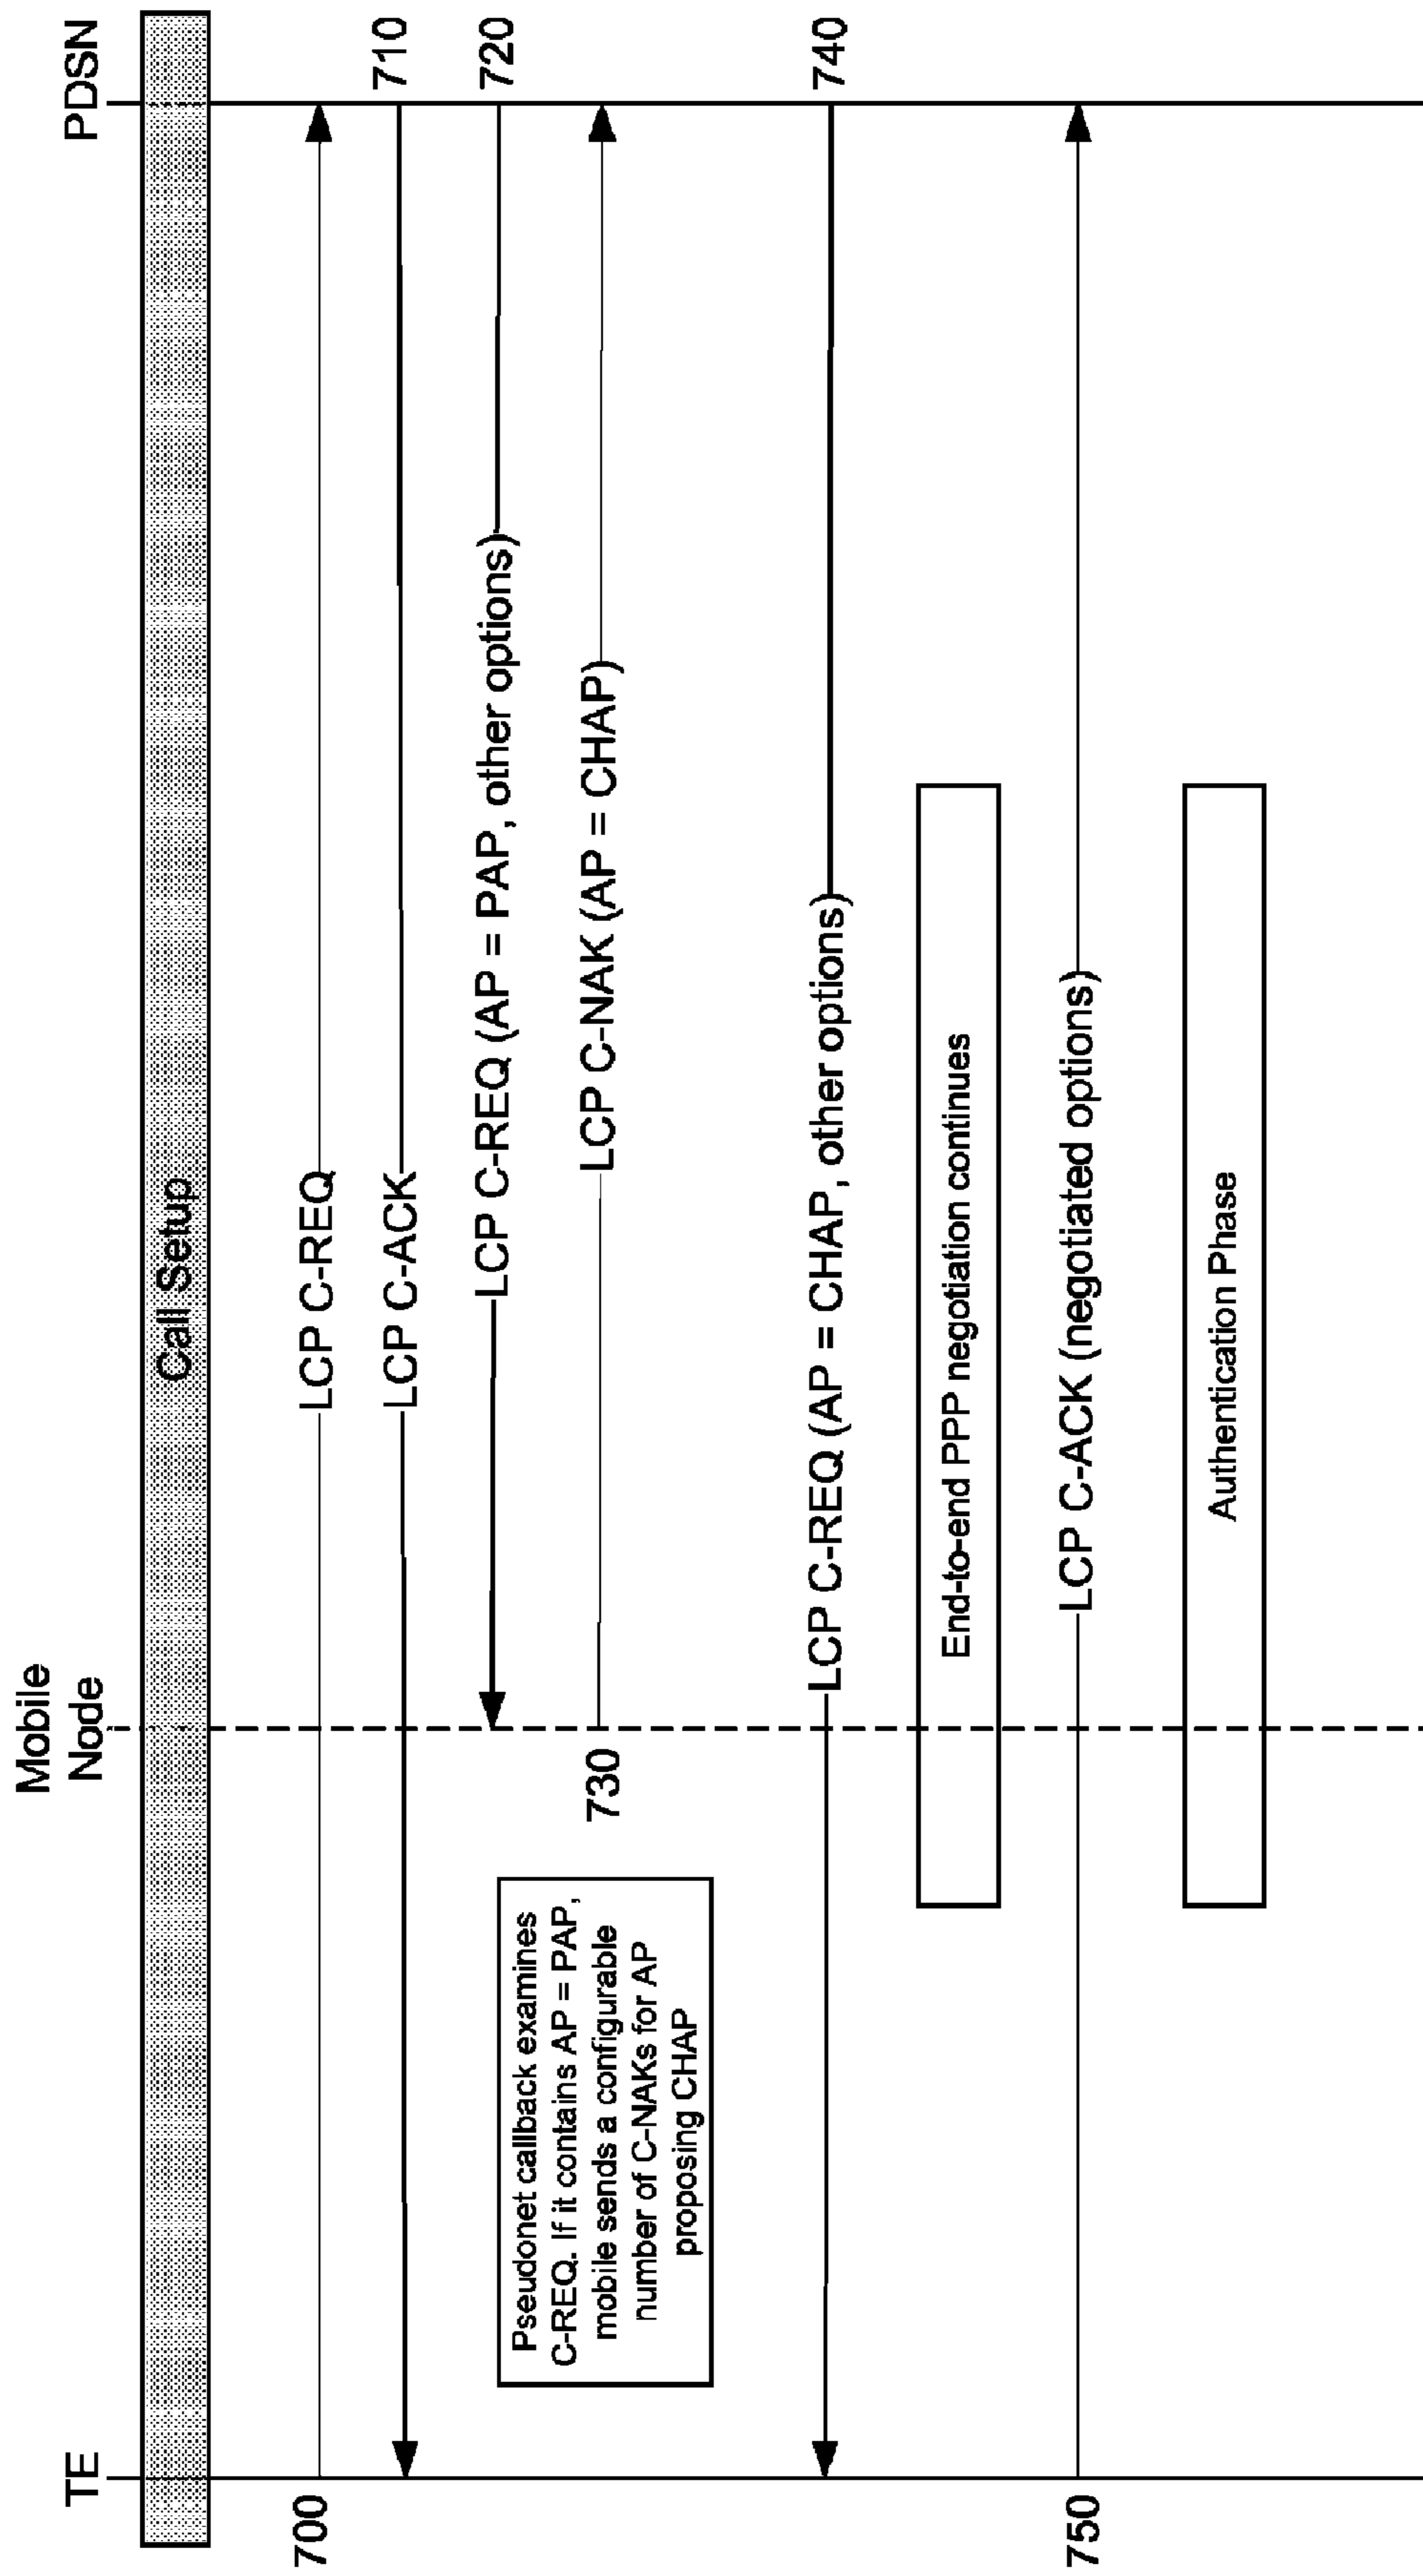 TE
Mobile
Node
PDSN
Call Setup
700
LCP C-REQ
LCP C-ACK
710
LCP C-REQ (AP = PAP, other options)
720
Pseudonet callback examines
C-REQ. If it contains AP = PAP,
mobile sends a configurable
number of C-NAKs for AP
proposing CHAP
730
LCP C-NAK (AP = CHAP)
LCP C-REQ (AP = CHAP, other options)
740
End-to-end PPP negotiation continues
750
LCP C-ACK (negotiated options)
Authentication Phase